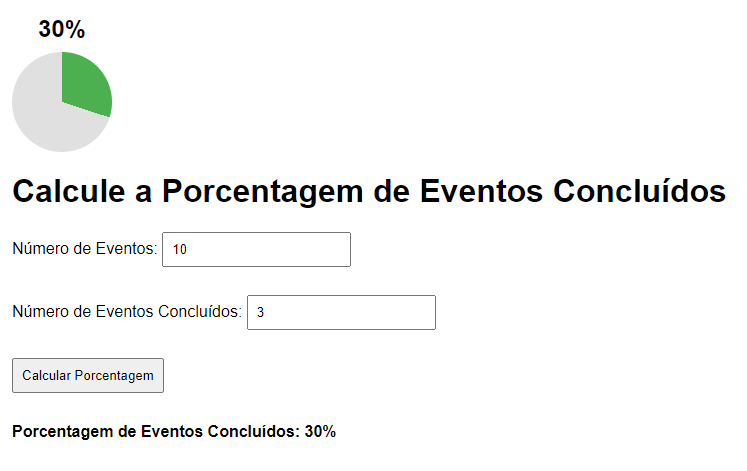 30%
Calcule a Porcentagem de Eventos Concluídos
Número de Eventos: 10
Número de Eventos Concluídos: 3
Calcular Porcentagem
Porcentagem de Eventos Concluídos: 30%